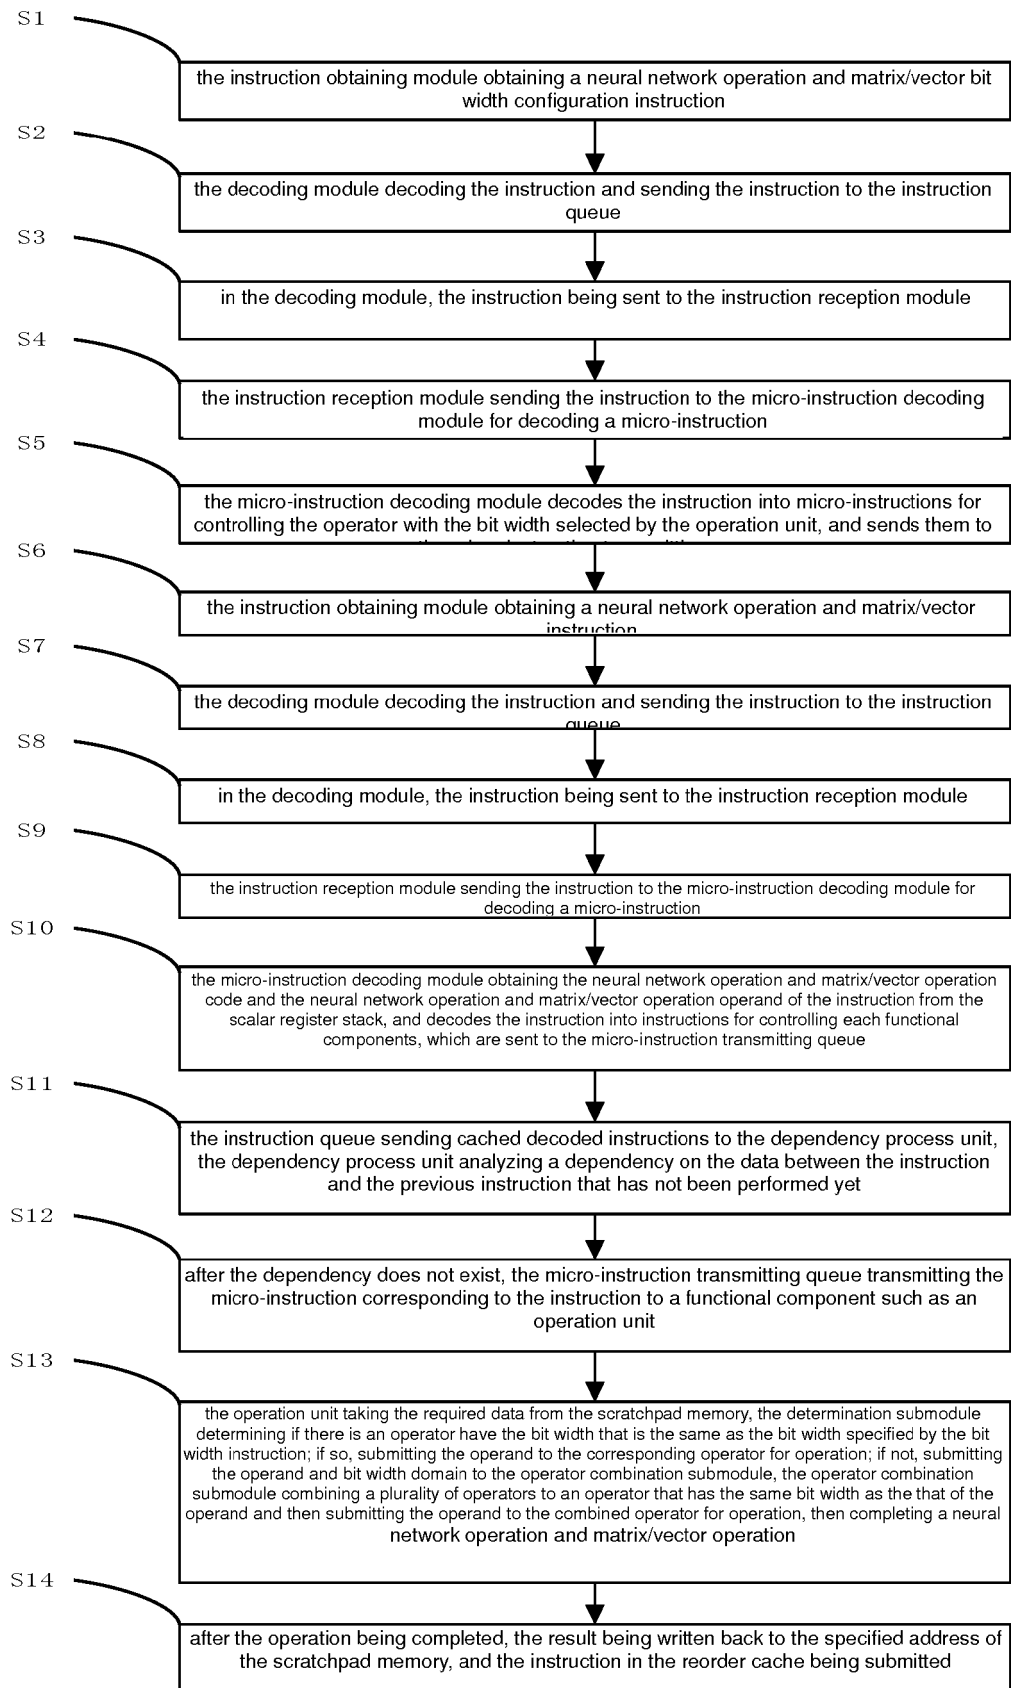 S1
the instruction obtaining module obtaining a neural network operation and matrix/vector bit
width configuration instruction
S2
the decoding module decoding the instruction and sending the instruction to the instruction
queue
S3
in the decoding module, the instruction being sent to the instruction reception module
S4
the instruction reception module sending the instruction to the micro-instruction decoding
module for decoding a micro-instruction
S5
the micro-instruction decoding module decodes the instruction into micro-instructions for
controlling the operator with the bit width selected by the operation unit, and sends them to
S6
the instruction obtaining module obtaining a neural network operation and matrix/vector
instruction
S7
the decoding module decoding the instruction and sending the instruction to the instruction
queue
S8
in the decoding module, the instruction being sent to the instruction reception module
S9
the instruction reception module sending the instruction to the micro-instruction decoding module for
decoding a micro-instruction
S10
the micro-instruction decoding module obtaining the neural network operation and matrix/vector operation
code and the neural network operation and matrix/vector operation operand of the instruction from the
scalar register stack, and decodes the instruction into instructions for controlling each functional
components, which are sent to the micro-instruction transmitting queue
S11
the instruction queue sending cached decoded instructions to the dependency process unit,
the dependency process unit analyzing a dependency on the data between the instruction
and the previous instruction that has not been performed yet
S12
after the dependency does not exist, the micro-instruction transmitting queue transmitting the
micro-instruction corresponding to the instruction to a functional component such as an
operation unit
S13
the operation unit taking the required data from the scratchpad memory, the determination submodule
determining if there is an operator have the bit width that is the same as the bit width specified by the bit
width instruction; if so, submitting the operand to the corresponding operator for operation; if not, submitting
the operand and bit width domain to the operator combination submodule, the operator combination
submodule combining a plurality of operators to an operator that has the same bit width as the that of the
operand and then submitting the operand to the combined operator for operation, then completing a neural
network operation and matrix/vector operation
S14
after the operation being completed, the result being written back to the specified address of
the scratchpad memory, and the instruction in the reorder cache being submitted